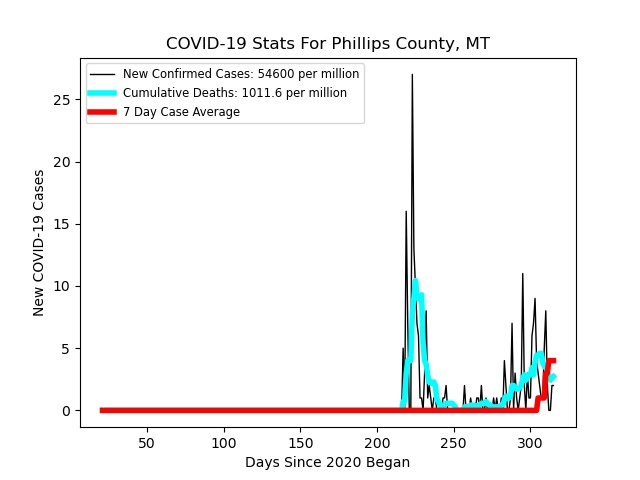 COVID-19 Stats For Phillips County, MT
New Confirmed Cases: 54600 per million
Cumulative Deaths: 1011.6 per million
7 Day Case Average
New COVID-19 Cases
25
20
15
10
5
0
50 100 150 200 250 300
Days Since 2020 Began